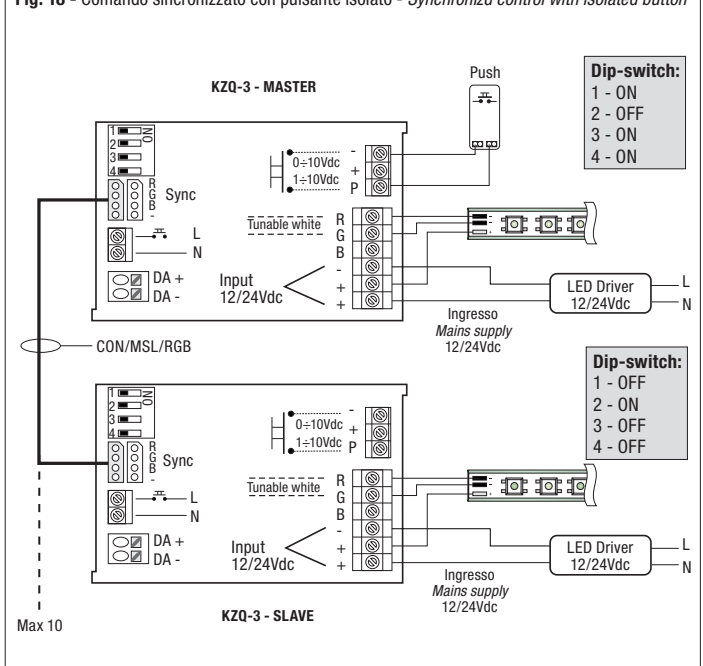 Fig. 18 - Comando sincronizzato con pulsante isolato - Synchronizd control with isolated button
KZQ-3 - MASTER
Push
Dip-switch:
1 - ON
2 - OFF
3 - ON
4 - ON
1
2
3
4
ON
R
G
B
-
Sync
L
N
DA +
DA -
0÷10Vdc
1÷10Vdc
-
+
P
Tunable white
R
G
B
-
+
+
Input
12/24Vdc
- 
- 
+
LED Driver
12/24Vdc
L
N
Ingresso
Mains supply
12/24Vdc
CON/MSL/RGB
Dip-switch:
1 - OFF
2 - ON
3 - OFF
4 - OFF
1
2
3
4
ON
R
G
B
-
Sync
L
N
DA +
DA -
0÷10Vdc
1÷10Vdc
-
+
P
Tunable white
R
G
B
-
+
+
Input
12/24Vdc
-
-
+
LED Driver
12/24Vdc
L
N
Ingresso
Mains supply
12/24Vdc
KZQ-3 - SLAVE
Max 10